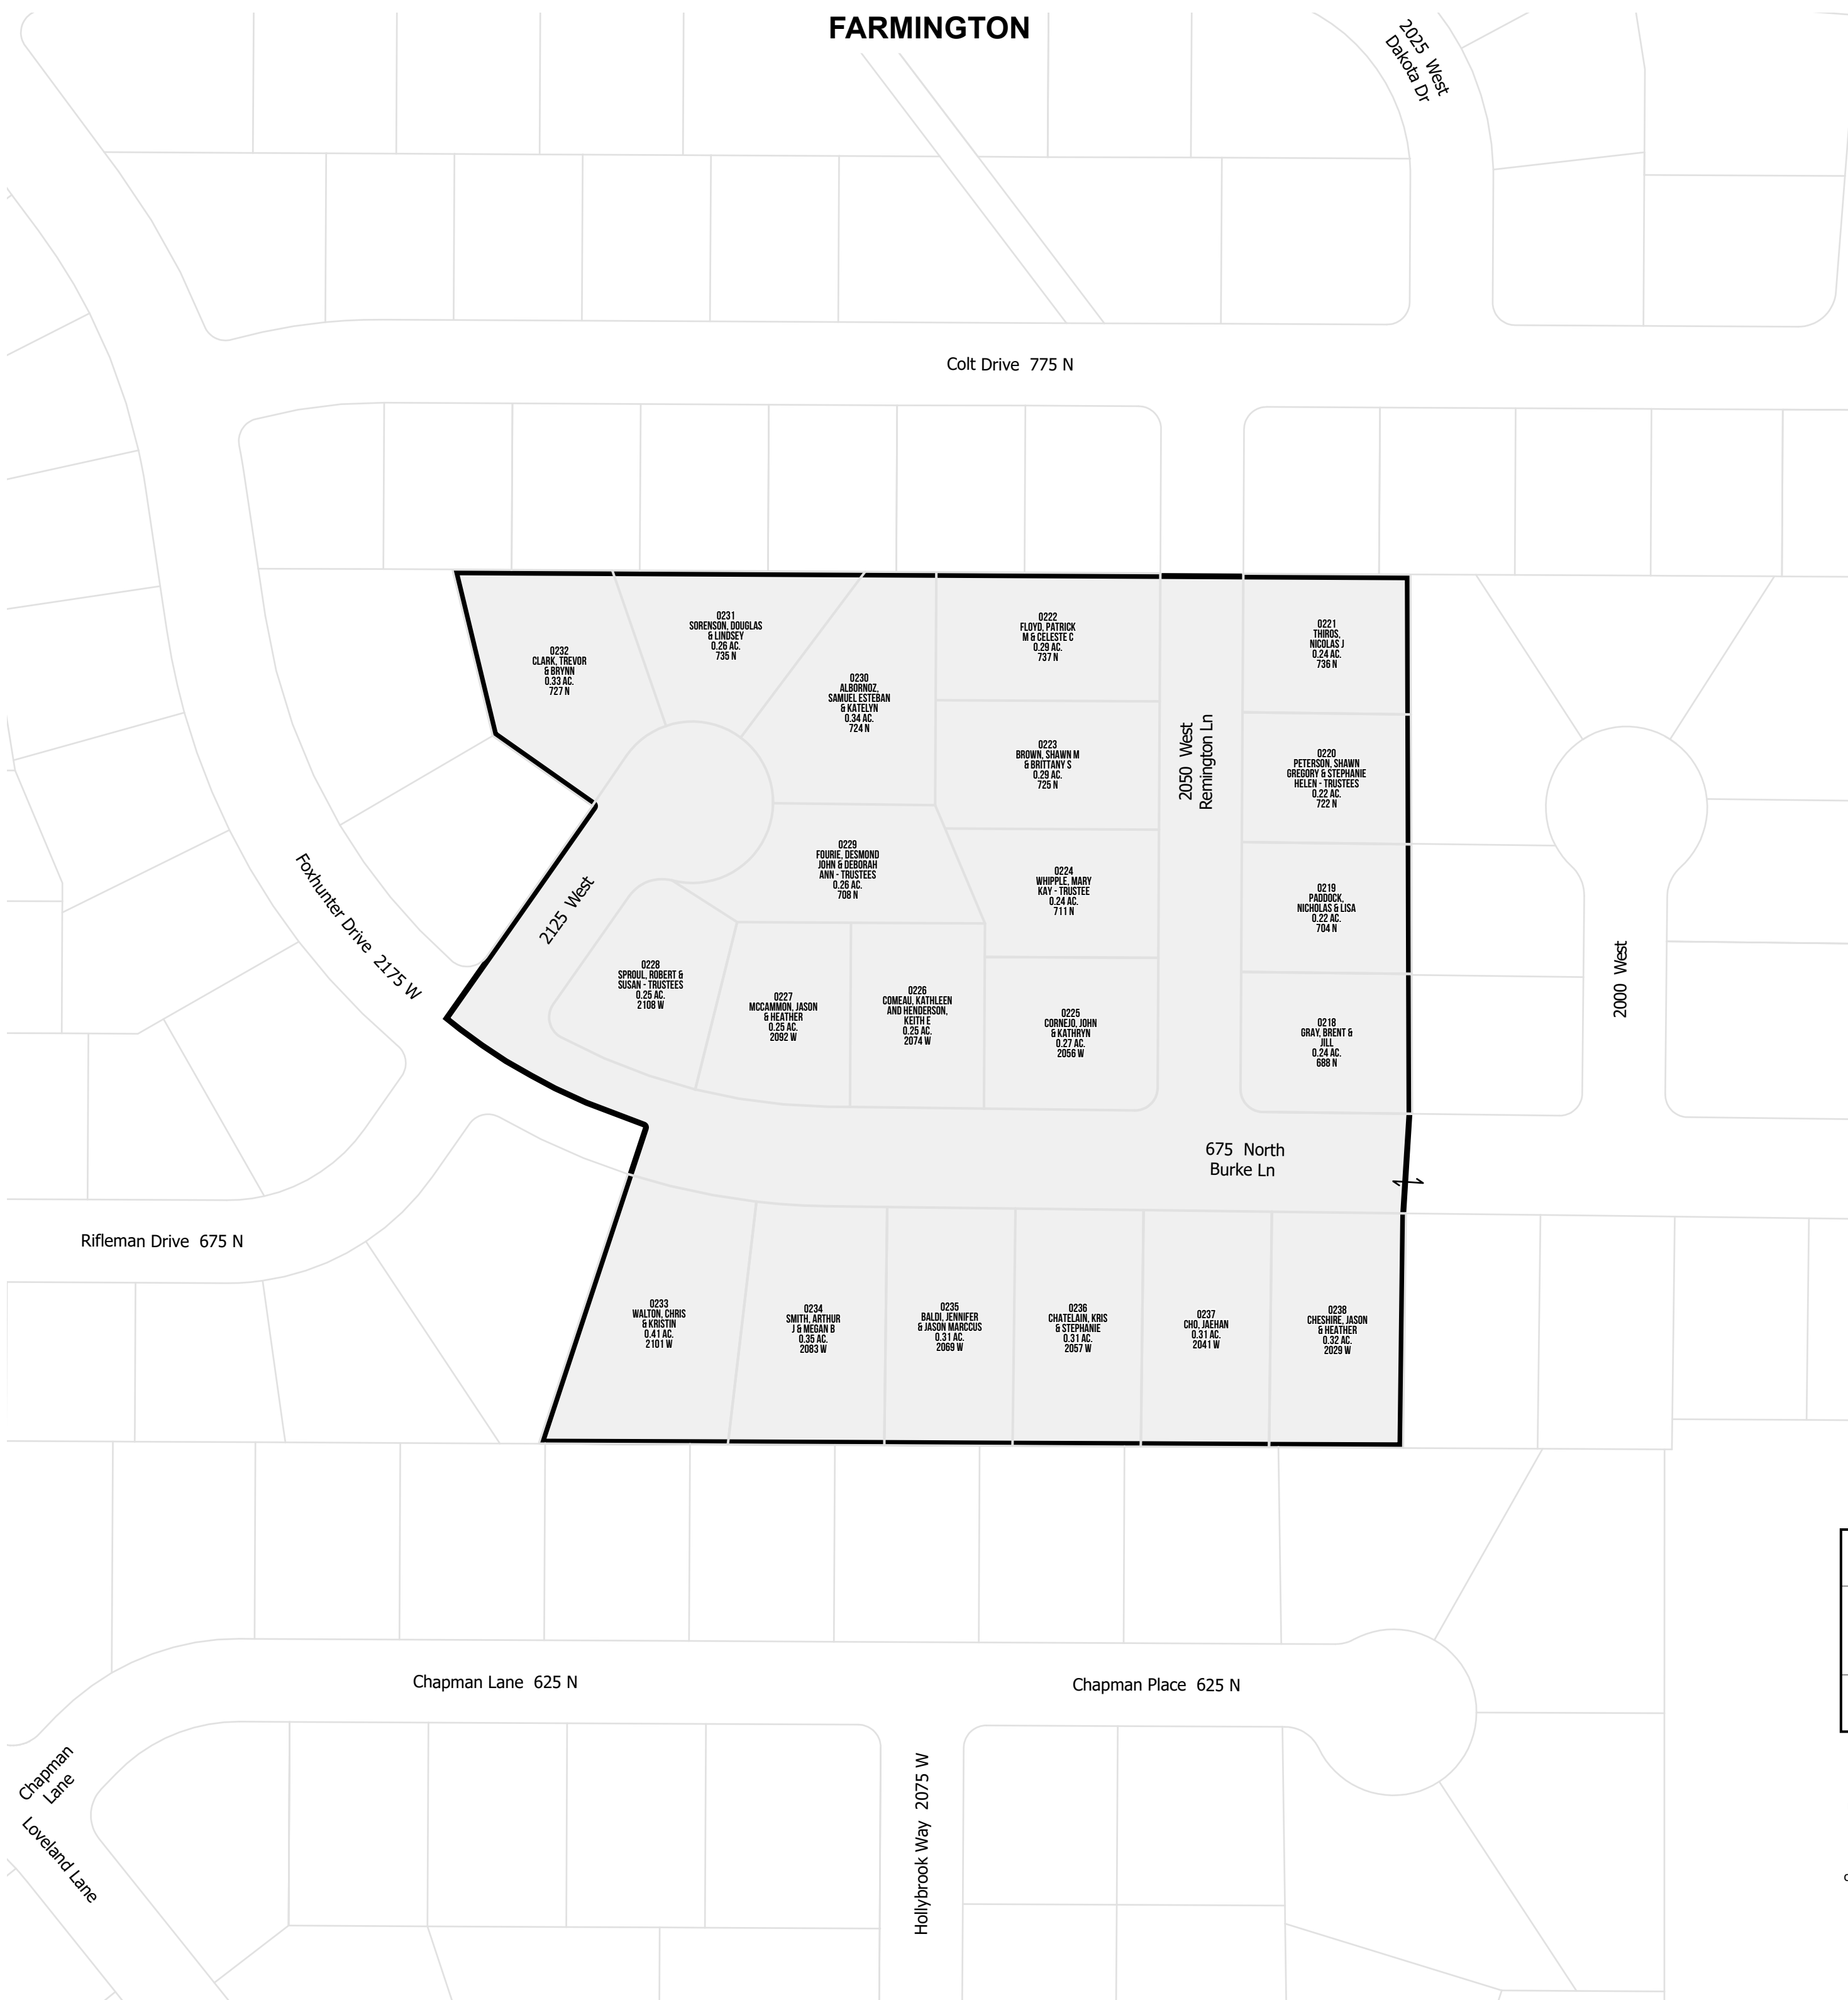 FARMINGTON
2025 West
Dakota Dr
Colt Drive 775 N
0232
CLARK, TREVOR
& BRYNN
0.33 AC.
727 N
0231
SORENSON, DOUGLAS
& LINDSEY
0.26 AC.
735 N
0230
ALBORNOZ,
SAMUEL ESTEBAN
& KATELYN
0.34 AC.
724 N
0222
FLOYD, PATRICK
M & CELESTE C
0.29 AC.
737 N
0221
THIROS,
NICOLAS J
0.24 AC.
736 N
0223
BROWN, SHAWN M
& BRITTANY S
0.29 AC.
725 N
2050 West
Remington Ln
0220
PETERSON, SHAWN
GREGORY & STEPHANIE
HELEN - TRUSTEES
0.22 AC.
722 N
0229
FOURIE, DESMOND
JOHN & DEBORAH
ANN - TRUSTEES
0.26 AC.
708 N
0224
WHIPPLE, MARY
KAY - TRUSTEE
0.24 AC.
711 N
0219
PADDOCK,
NICHOLAS & LISA
0.22 AC.
704 N
Foxhunter Drive 2175 W
2125 West
0228
SPROUL, ROBERT &
SUSAN - TRUSTEES
0.25 AC.
2108 W
0227
MCCAMMON, JASON
& HEATHER
0.25 AC.
2092 W
0226
COMEAU, KATHLEEN
AND HENDERSON,
KEITH E
0.25 AC.
2074 W
0225
CORNEJO, JOHN
& KATHRYN
0.27 AC.
2056 W
0218
GRAY, BRENT &
JILL
0.24 AC.
688 N
2000 West
675 North
Burke Ln
Rifleman Drive 675 N
0233
WALTON, CHRIS
& KRISTIN
0.41 AC.
2101 W
0234
SMITH, ARTHUR
J & MEGAN B
0.35 AC.
2083 W
0235
BALDI, JENNIFER
& JASON MARCCUS
0.31 AC.
2069 W
0236
CHATELAIN, KRIS
& STEPHANIE
0.31 AC.
2057 W
0237
CHO, JAEHAN
0.31 AC.
2041 W
0238
CHESHIRE, JASON
& HEATHER
0.32 AC.
2029 W
Chapman Lane 625 N
Chapman Place 625 N
Chapman
Lane
Loveland Lane
Hollybrook Way 2075 W